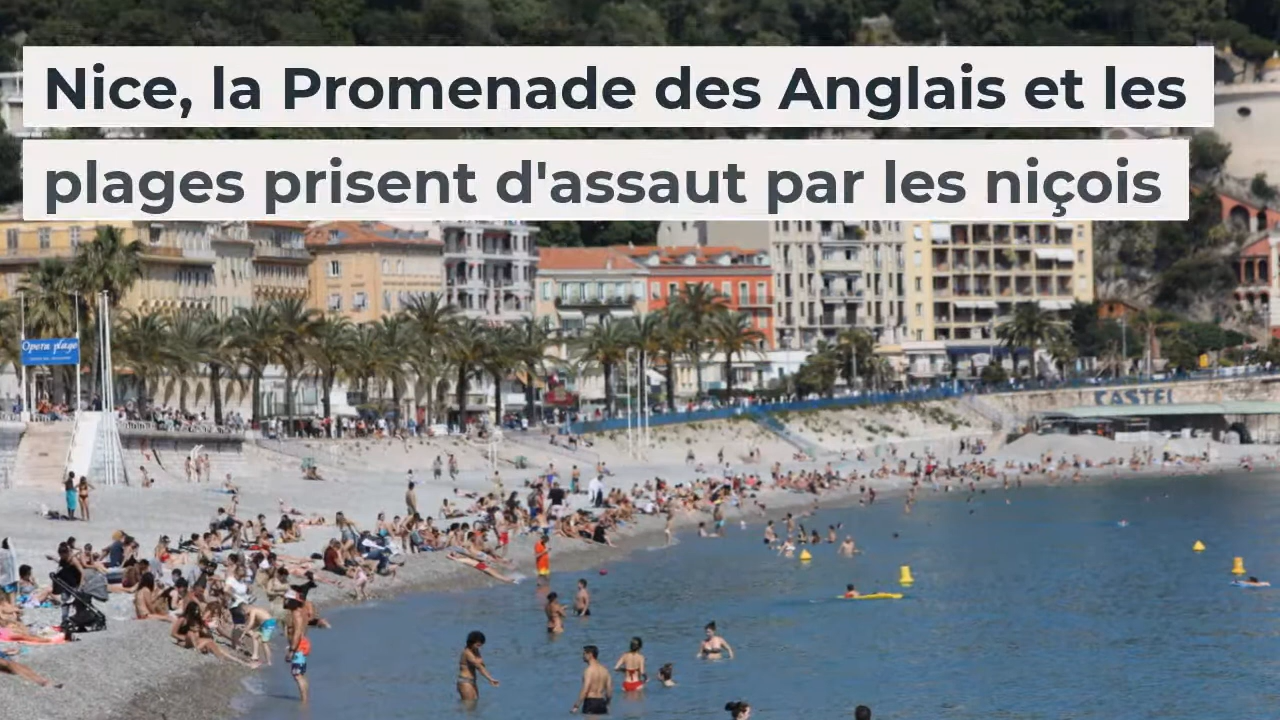 Nice, la Promenade des Anglais et les
plages prisent d'assaut par les niçois
Opera plage
CASTEL